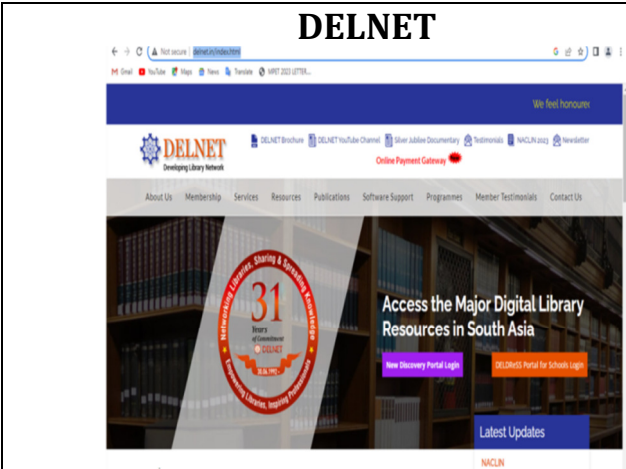 DELNET
Not secure | delnet.in/index.html
Gmail YouTube Maps News Translate MPET 2023 LETTER...
We feel honoured
DELNET Brochure DELNET YouTube Channel Silver Jubilee Documentary Testimonials NACLIN 2023 Newsletter
DELNET
Developing Library Network
Online Payment Gateway
About Us Membership Services Resources Publications Software Support Programmes Member Testimonials Contact Us
Networking Libraries, Sharing & Spreading Knowledge
31
Years
of Commitment
DELNET
Empowering Libraries, Inspiring Professionals
Access the Major Digital Library
Resources in South Asia
New Discovery Portal Login DELDReSS Portal for Schools Login
Latest Updates
NACLIN